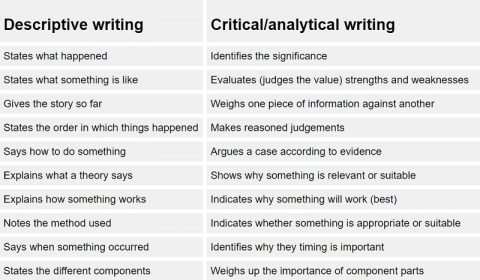 Descriptive writing Critical/analytical writing
States what happened Identifies the significance
States what something is like Evaluates (judges the value) strengths and weaknesses
Gives the story so far Weighs one piece of information against another
States the order in which things happened Makes reasoned judgements
Says how to do something Argues a case according to evidence
Explains what a theory says Shows why something is relevant or suitable
Explains how something works Indicates why something will work (best)
Notes the method used Indicates whether something is appropriate or suitable
Says when something occurred Identifies why they timing is important
States the different components Weighs up the importance of component parts